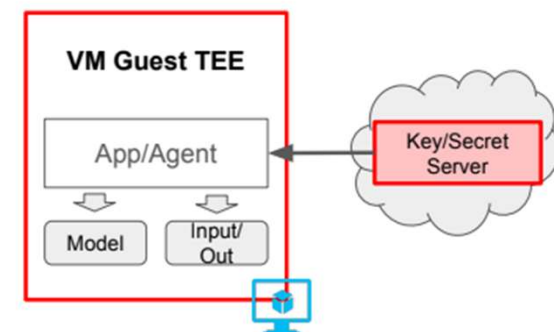 VM Guest TEE
App/Agent
Key/Secret
Server
Model
Input/
Out